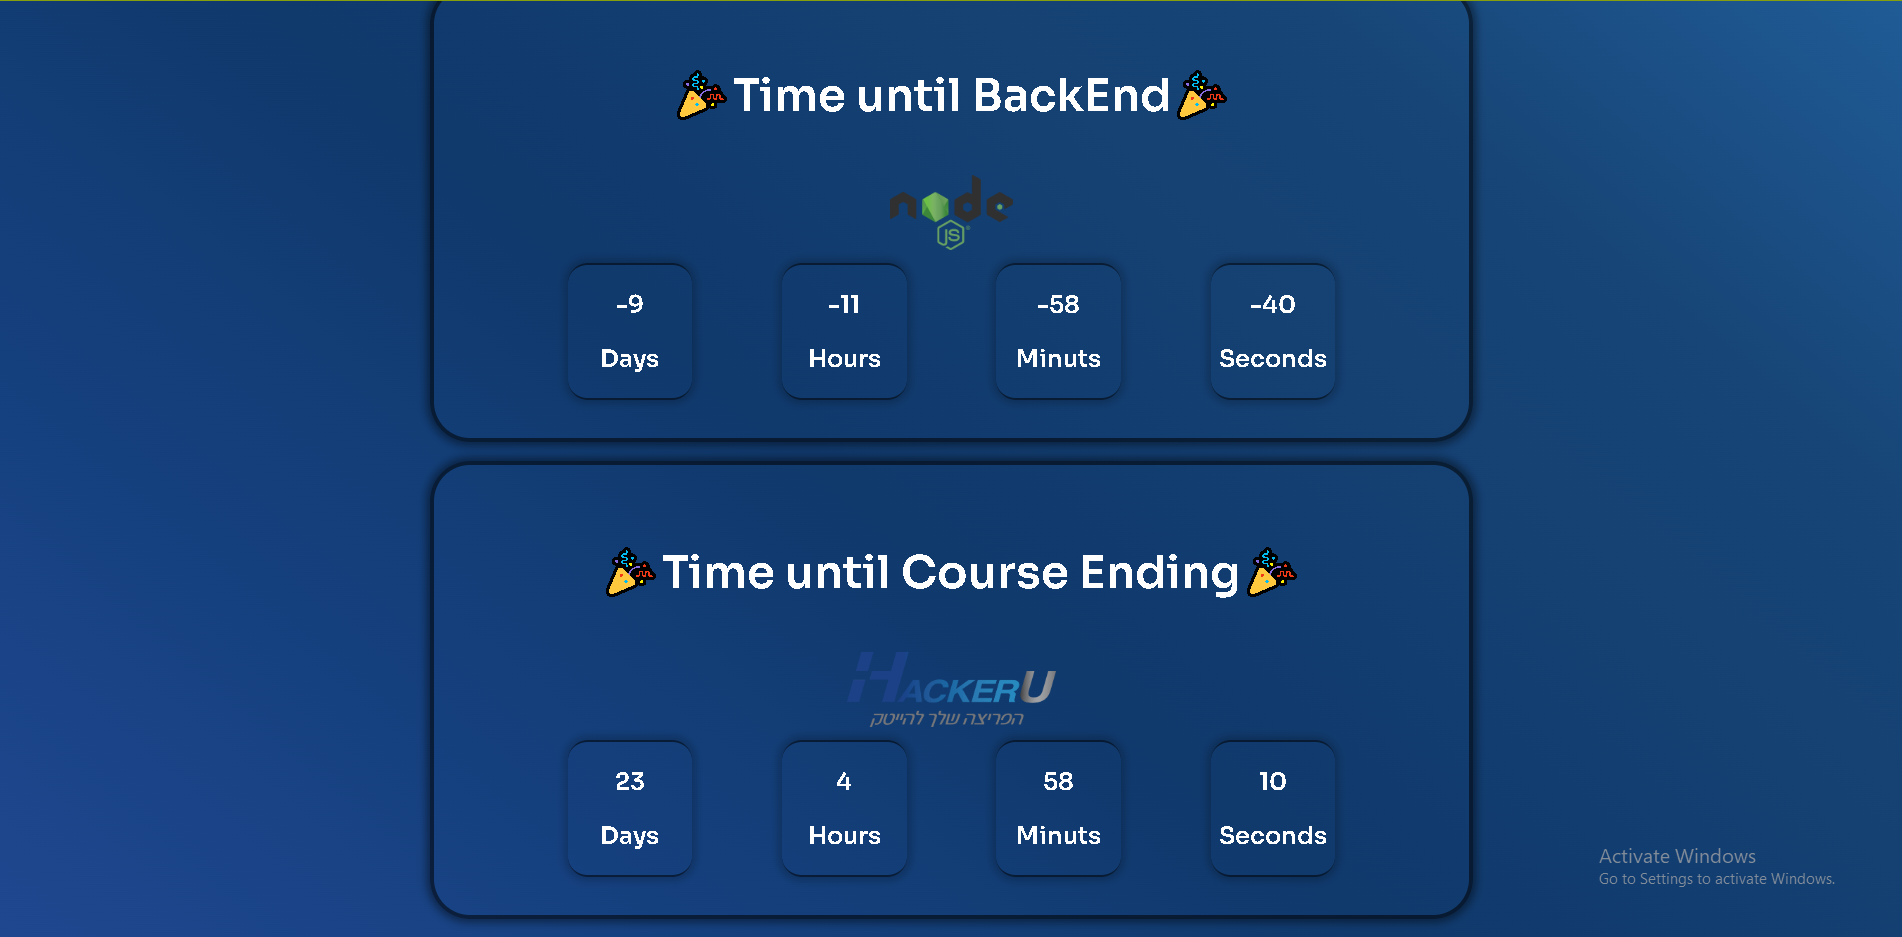 Time until BackEnd
node
JS
-9
Days
-11
Hours
-58
Minuts
-40
Seconds
Time until Course Ending
HACKERU
הפריצה שלך להייטק
23
Days
4
Hours
58
Minuts
10
Seconds
Activate Windows
Go to Settings to activate Windows.